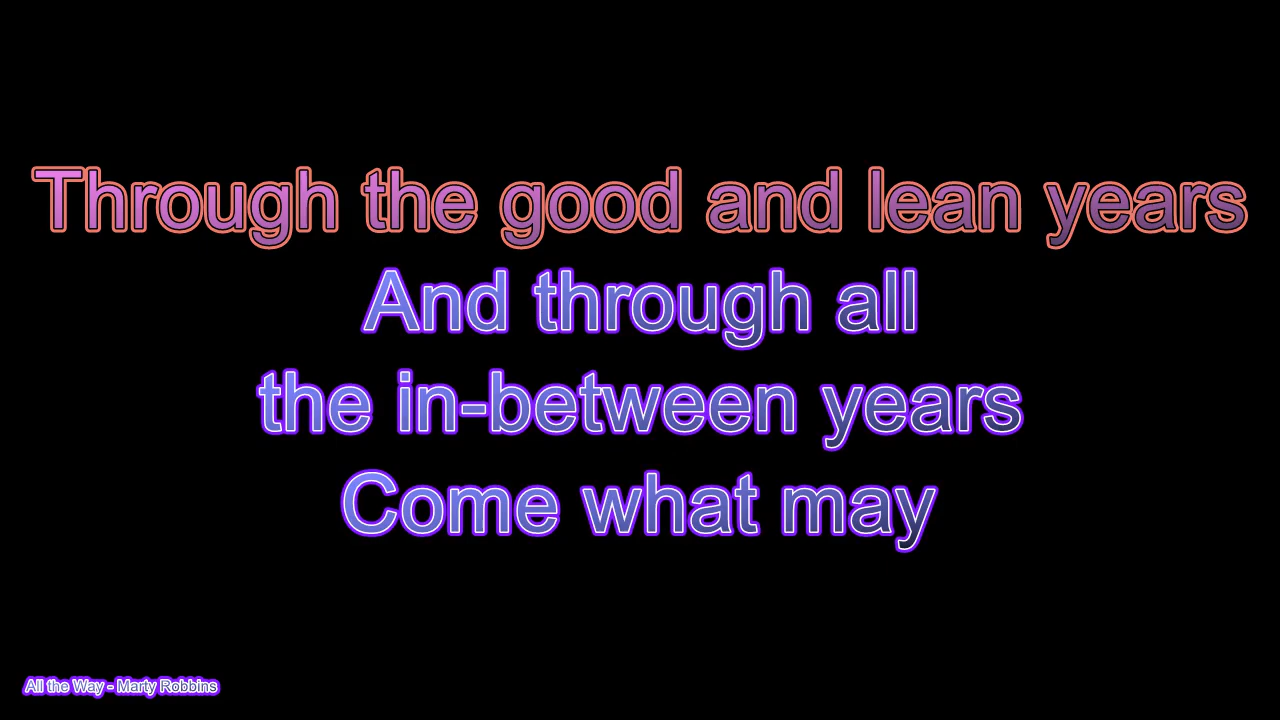 Through the good and lean years
And through all
the in-between years
Come what may
All the Way - Marty Robbins